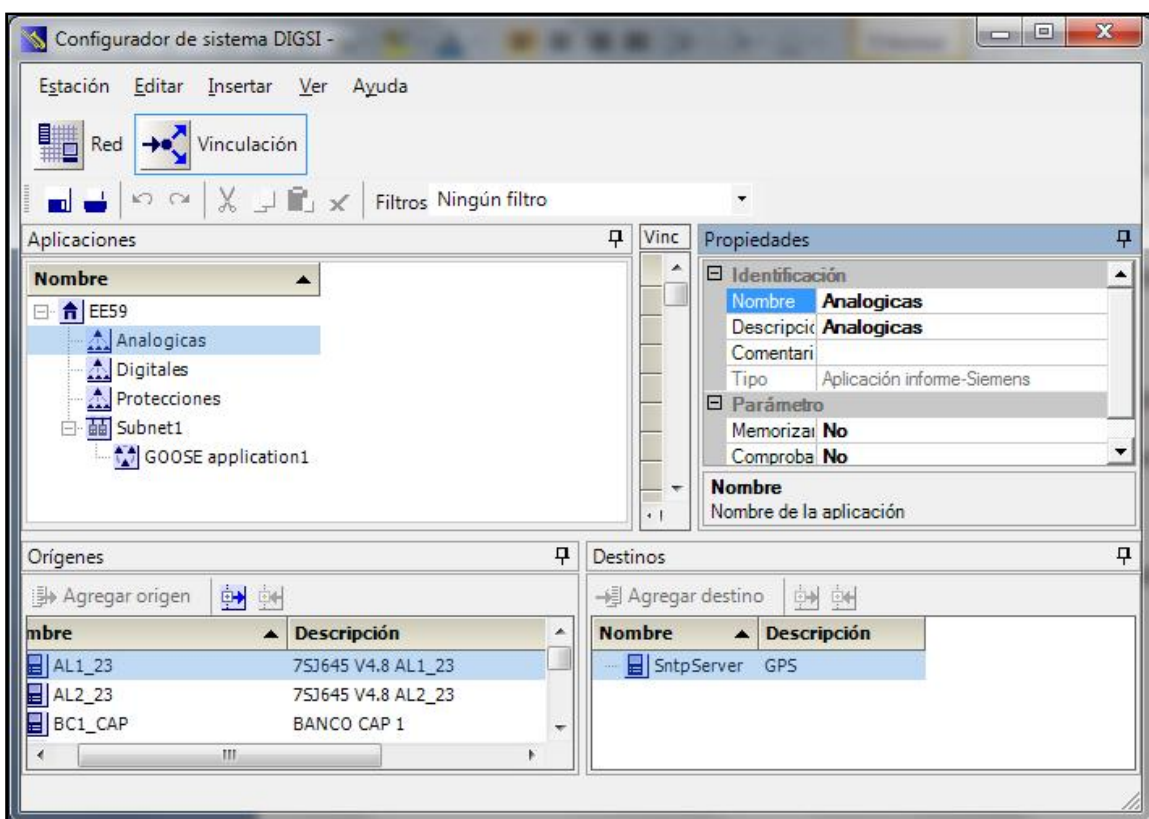 Configurador de sistema DIGSI -
Estación Editar Insertar Ver Ayuda
Red Vinculación
Filtros Ningún filtro
Aplicaciones
Nombre
EE59
Analogicas
Digitales
Protecciones
Subnet1
GOOSE application1
Vinc
Propiedades
Identificación
Nombre Analogicas
Descripcić Analogicas
Comentari
Tipo Aplicación informe-Siemens
Parámetro
Memorizai No
Comproba No
Nombre
Nombre de la aplicación
Orígenes
Agregar origen
mbre Descripción
AL1_23 7SJ645 V4.8 AL1_23
AL2_23 7SJ645 V4.8 AL2_23
BC1_CAP BANCO CAP 1
Destinos
Agregar destino
Nombre Descripción
SntpServer GPS